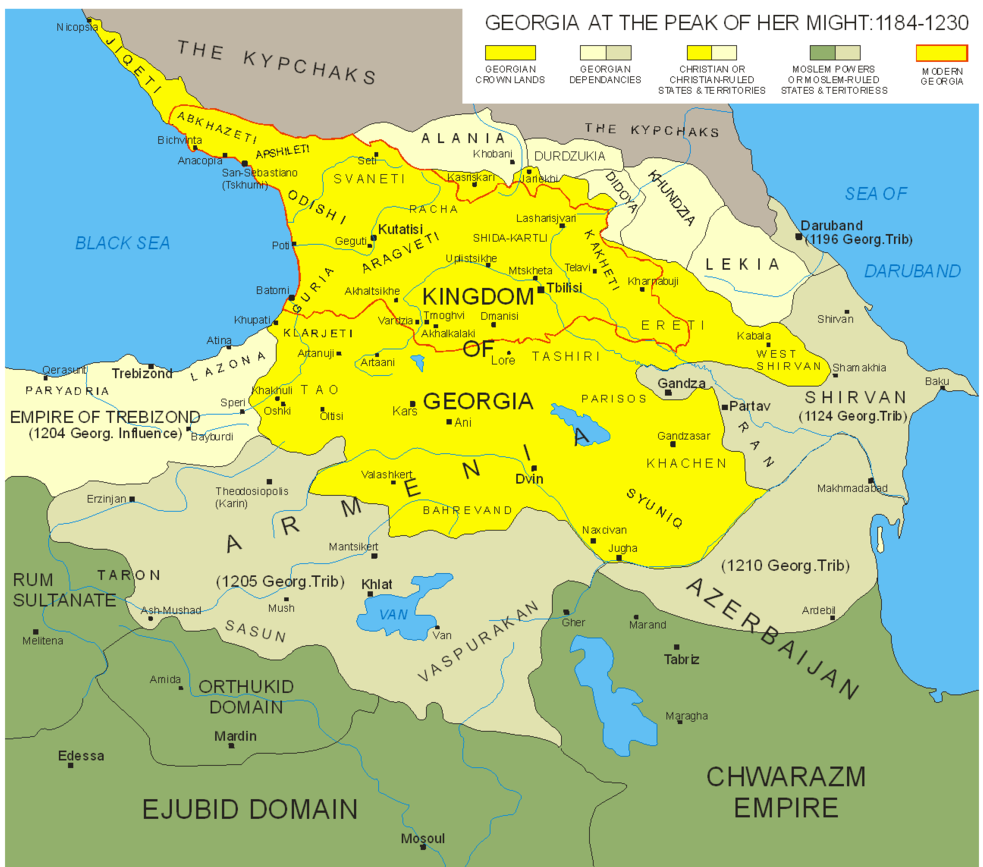 GEORGIA AT THE PEAK OF HER MIGHT:1184-1230
GEORGIAN
CROWN LANDS
GEORGIAN
DEPENDANCIES
CHRISTIAN OR
CHRISTIAN-RULED
STATES & TERRITORIES
MOSLEM POWERS
OR MOSLEM-RULED
STATES & TERITORIESS
MODERN
GEORGIA
Nicopsia
JIQETI
THE KYPCHAKS
ABKHAZETI
Bichvinta
Anacopia
APSHILETI
San-Sebastiano
(Tskhumi)
Seti
SVANETI
ALANIA
Khobani
THE KYPCHAKS
DURDZUKIA
Kasriskari
Jariekhi
DIDOYA
KHUNDZIA
SEA OF
DARUBAND
Daruband
(1196 Georg.Trib)
BLACK SEA
ODISHI
RACHA
Kutatisi
Geguti
ARAGVETI
Poti
Lasharisjvari
SHIDA-KARTLI
KAKHETI
LEKIA
Uplistsikhe
Mtskheta
Telavi
Tbilisi
Kharnabuji
Batomi
GURIA
Akhaltsikhe
KINGDOM
Khupati
KLARJETI
Vardzia
Tmoghvi
Akhalkalaki
Dmanisi
ERETI
Shirvan
Atina
LAZONA
Artanuji
Artaani
OF
Lore
TASHIRI
Kabala
WEST
SHIRVAN
Shamakhia
Qerasunt
Trebizond
PARYADRIA
Khakhuli
TAO
Oshki
Oltisi
Speri
Kars
GEORGIA
Ani
PARISOS
Gandza
Partav
SHIRVAN
(1124 Georg.Trib)
Baku
EMPIRE OF TREBIZOND
(1204 Georg. Influence)
Bayburdi
RAN
Gandzasar
KHACHEN
Erzinjan
Theodosiopolis
(Karin)
Valashkert
ARMENIA
Dvin
Makhmadabad
BAHREVAND
SYUNIQ
Naxcivan
Jugha
Mantsikert
(1210 Georg.Trib)
RUM
SULTANATE
TARON
(1205 Georg.Trib)
Khlat
Ash-Mushad
Mush
VAN
Van
SASUN
VASPURAKAN
AZERBAIJAN
Ardebil
Gher
Marand
Melitena
Tabriz
Amida
ORTHUKID
DOMAIN
Mardin
Maragha
Edessa
CHWARAZM
EMPIRE
EJUBID DOMAIN
Mosoul